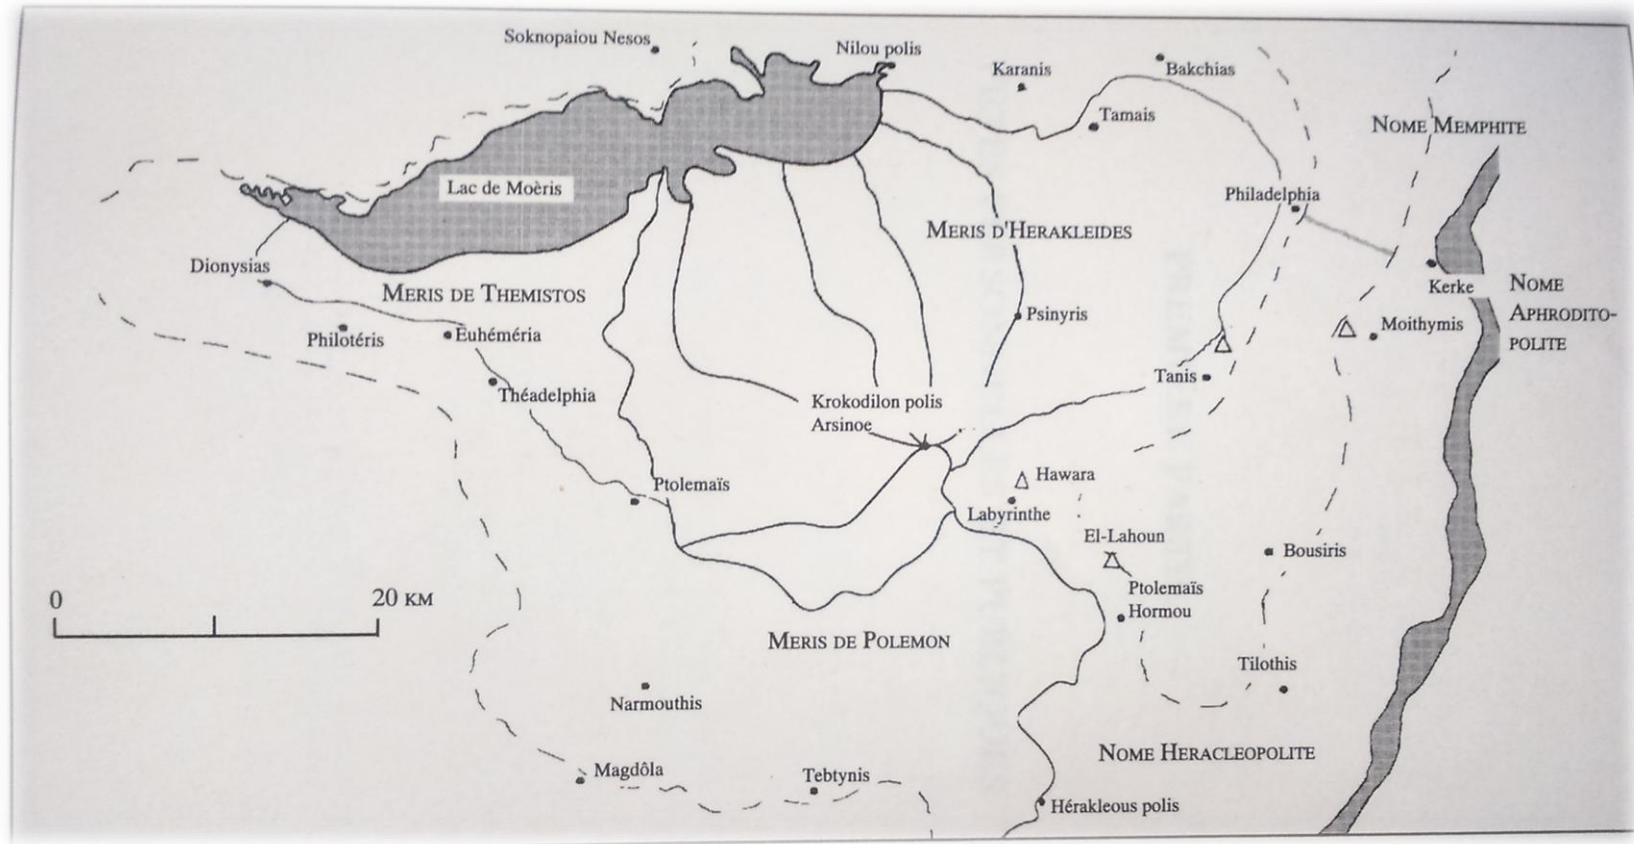 Soknopaiou Nesos
Nilou polis
Karanis
Bakchias
Tamais
NOME MEMPHITE
Lac de Moèris
Philadelphia
MERIS D'HERAKLEIDES
Dionysias
MERIS DE THEMISTOS
Kerke
NOME
APHRODITO-
POLITE
Philotéris
Euhéméria
Psinyris
Moithymis
Théadelphia
Tanis
Krokodilon polis
Arsinoe
Ptolemaïs
Hawara
Labyrinthe
El-Lahoun
Bousiris
Ptolemaïs
Hormou
0
20 KM
MERIS DE POLEMON
Tilothis
Narmouthis
NOME HERACLEOPOLITE
Magdôla
Tebtynis
Hérakleous polis